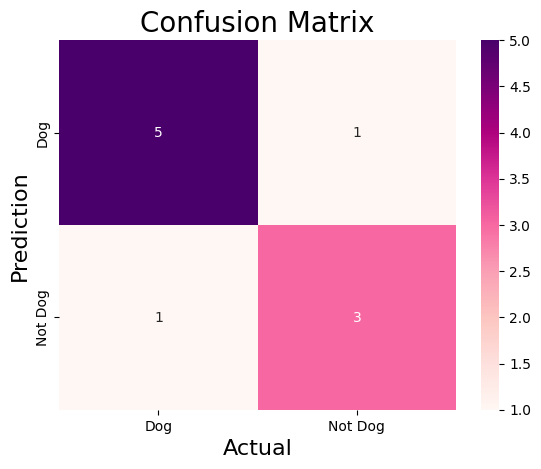 Confusion Matrix
Prediction
Dog
Not Dog
5
1
1
3
Dog
Not Dog
Actual
5.0
4.5
4.0
3.5
3.0
2.5
2.0
1.5
1.0